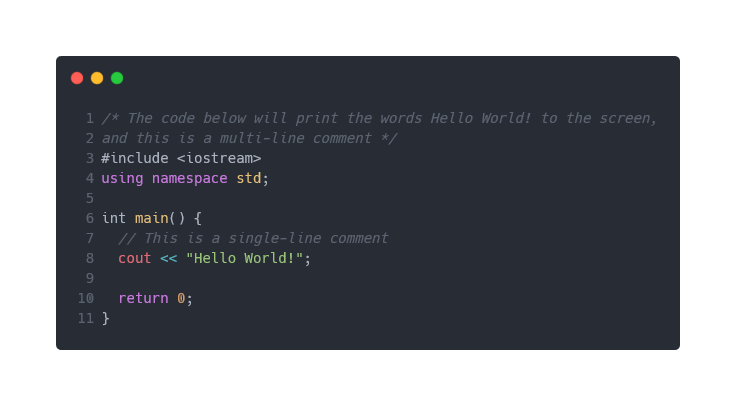 1 /* The code below will print the words Hello World! to the screen,
2 and this is a multi-line comment */
3 #include <iostream>
4 using namespace std;
5
6 int main() {
7   // This is a single-line comment
8   cout << "Hello World!";
9
10   return 0;
11 }